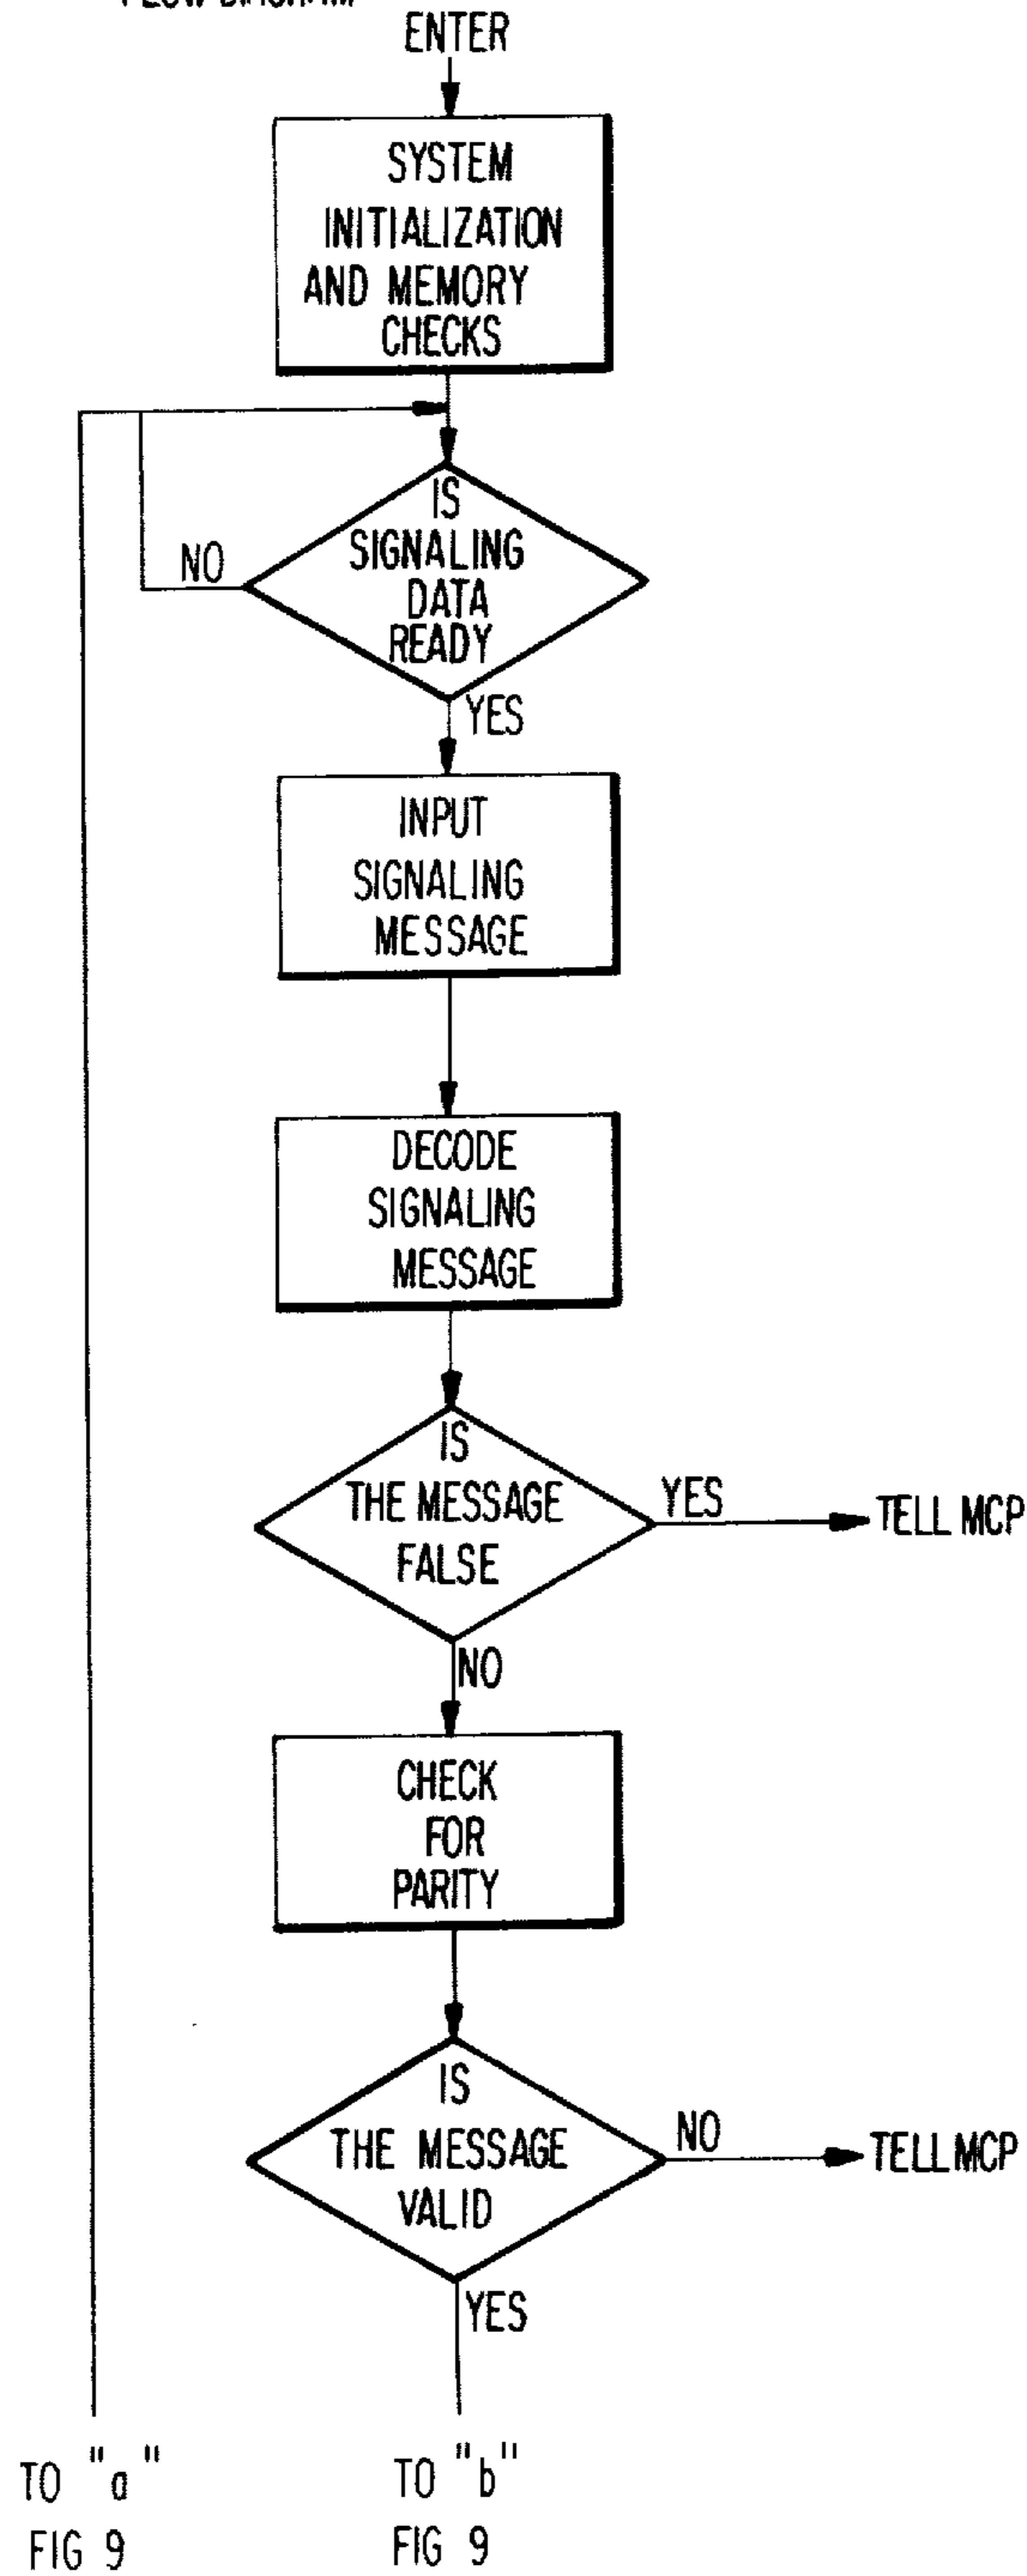 FLOW DIAGRAM
ENTER
SYSTEM
INITIALIZATION
AND MEMORY
CHECKS
IS
SIGNALING
DATA
READY
NO
YES
INPUT
SIGNALING
MESSAGE
DECODE
SIGNALING
MESSAGE
IS
THE MESSAGE
FALSE
YES
TELL MCP
NO
CHECK
FOR
PARITY
IS
THE MESSAGE
VALID
NO
TELL MCP
YES
TO "a"
FIG 9
TO "b"
FIG 9